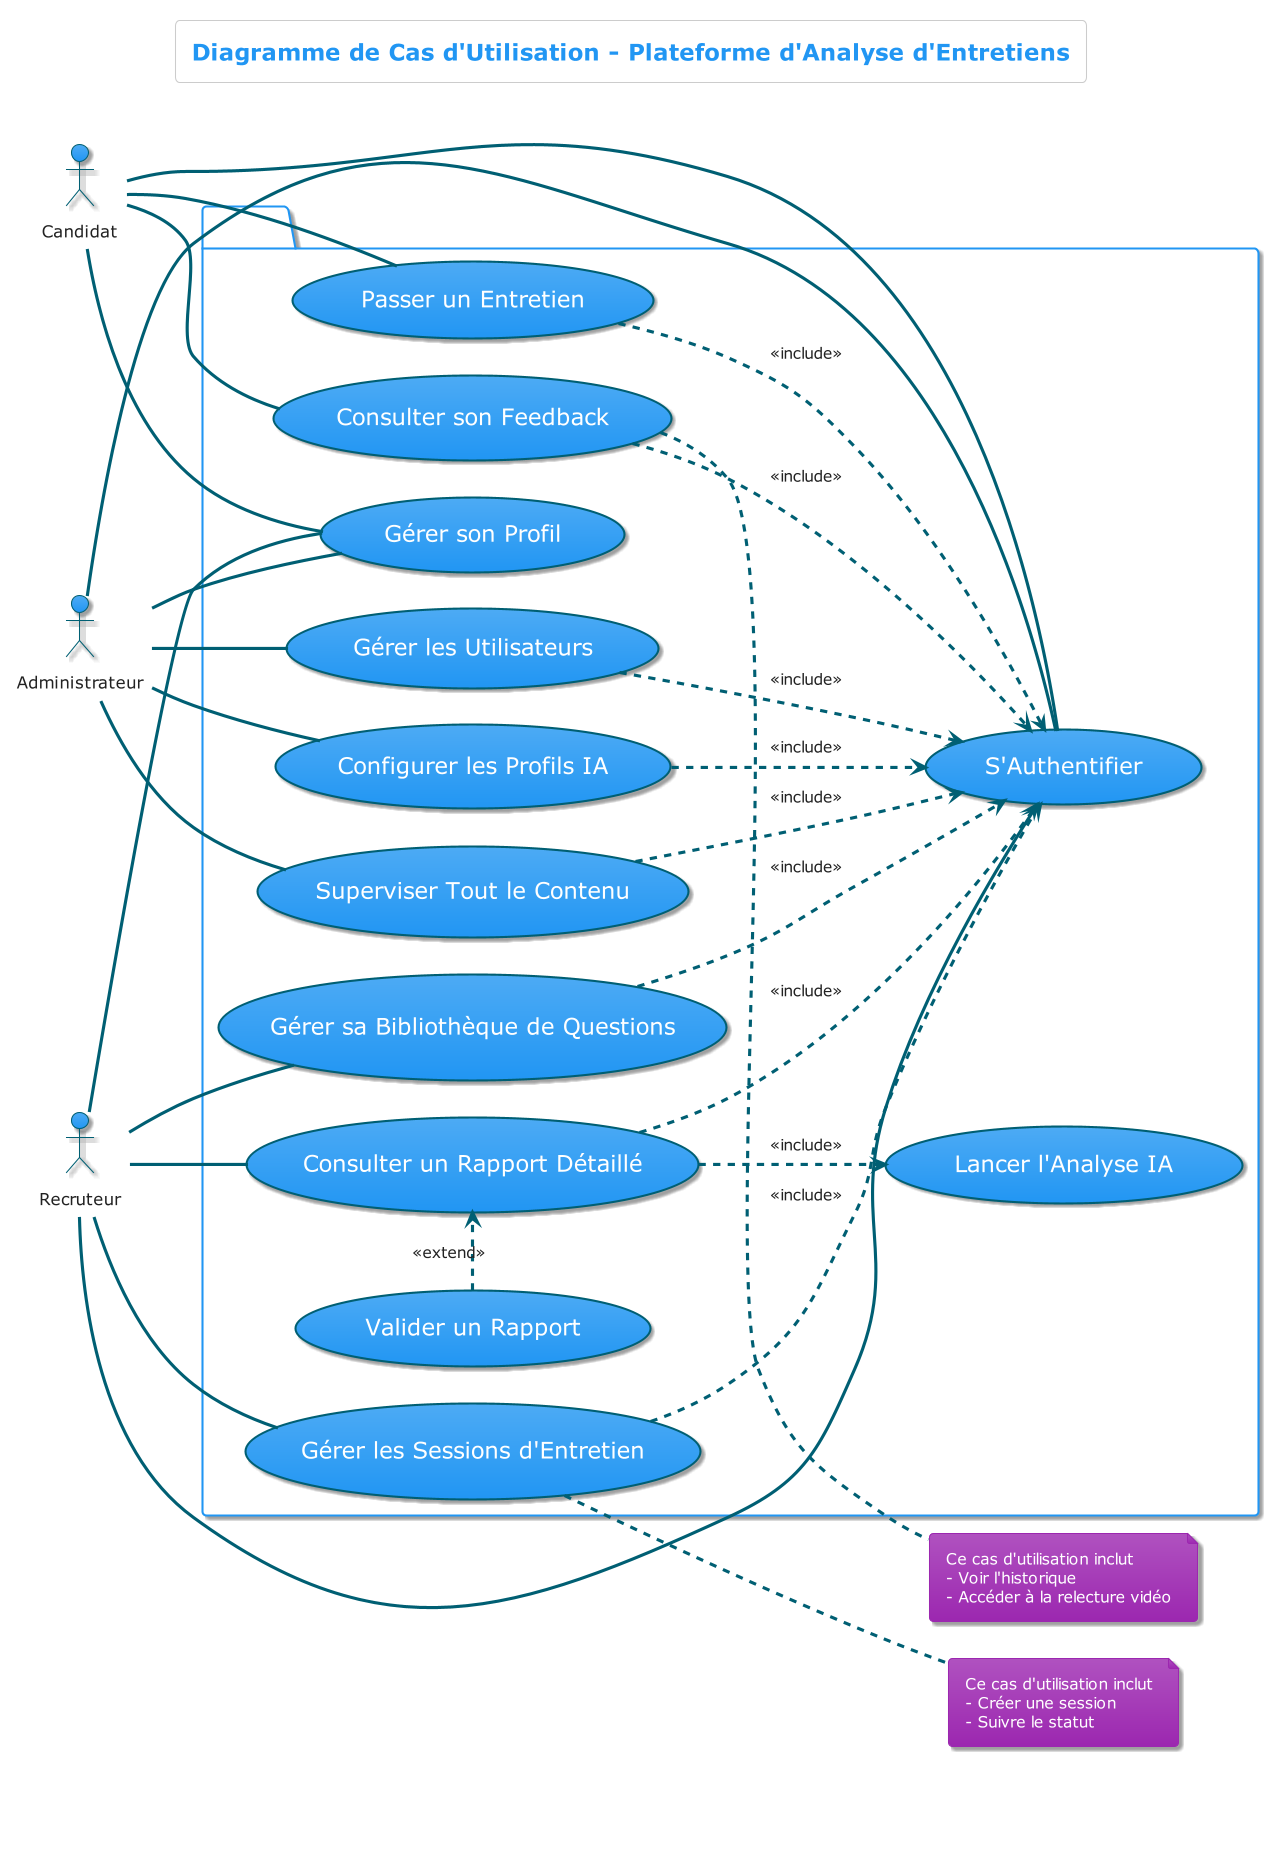 Diagramme de Cas d'Utilisation - Plateforme d'Analyse d'Entretiens
Candidat
Passer un Entretien
«include»
Consulter son Feedback
«include»
Gérer son Profil
Gérer les Utilisateurs
«include»
Administrateur
Configurer les Profils IA
«include»
S'Authentifier
«include»
Superviser Tout le Contenu
«include»
Gérer sa Bibliothèque de Questions
«include»
Recruteur
Consulter un Rapport Détaillé
«include»
Lancer l'Analyse IA
«include»
«extend»
Valider un Rapport
Gérer les Sessions d'Entretien
Ce cas d'utilisation inclut
- Voir l'historique
- Accéder à la relecture vidéo
Ce cas d'utilisation inclut
- Créer une session
- Suivre le statut